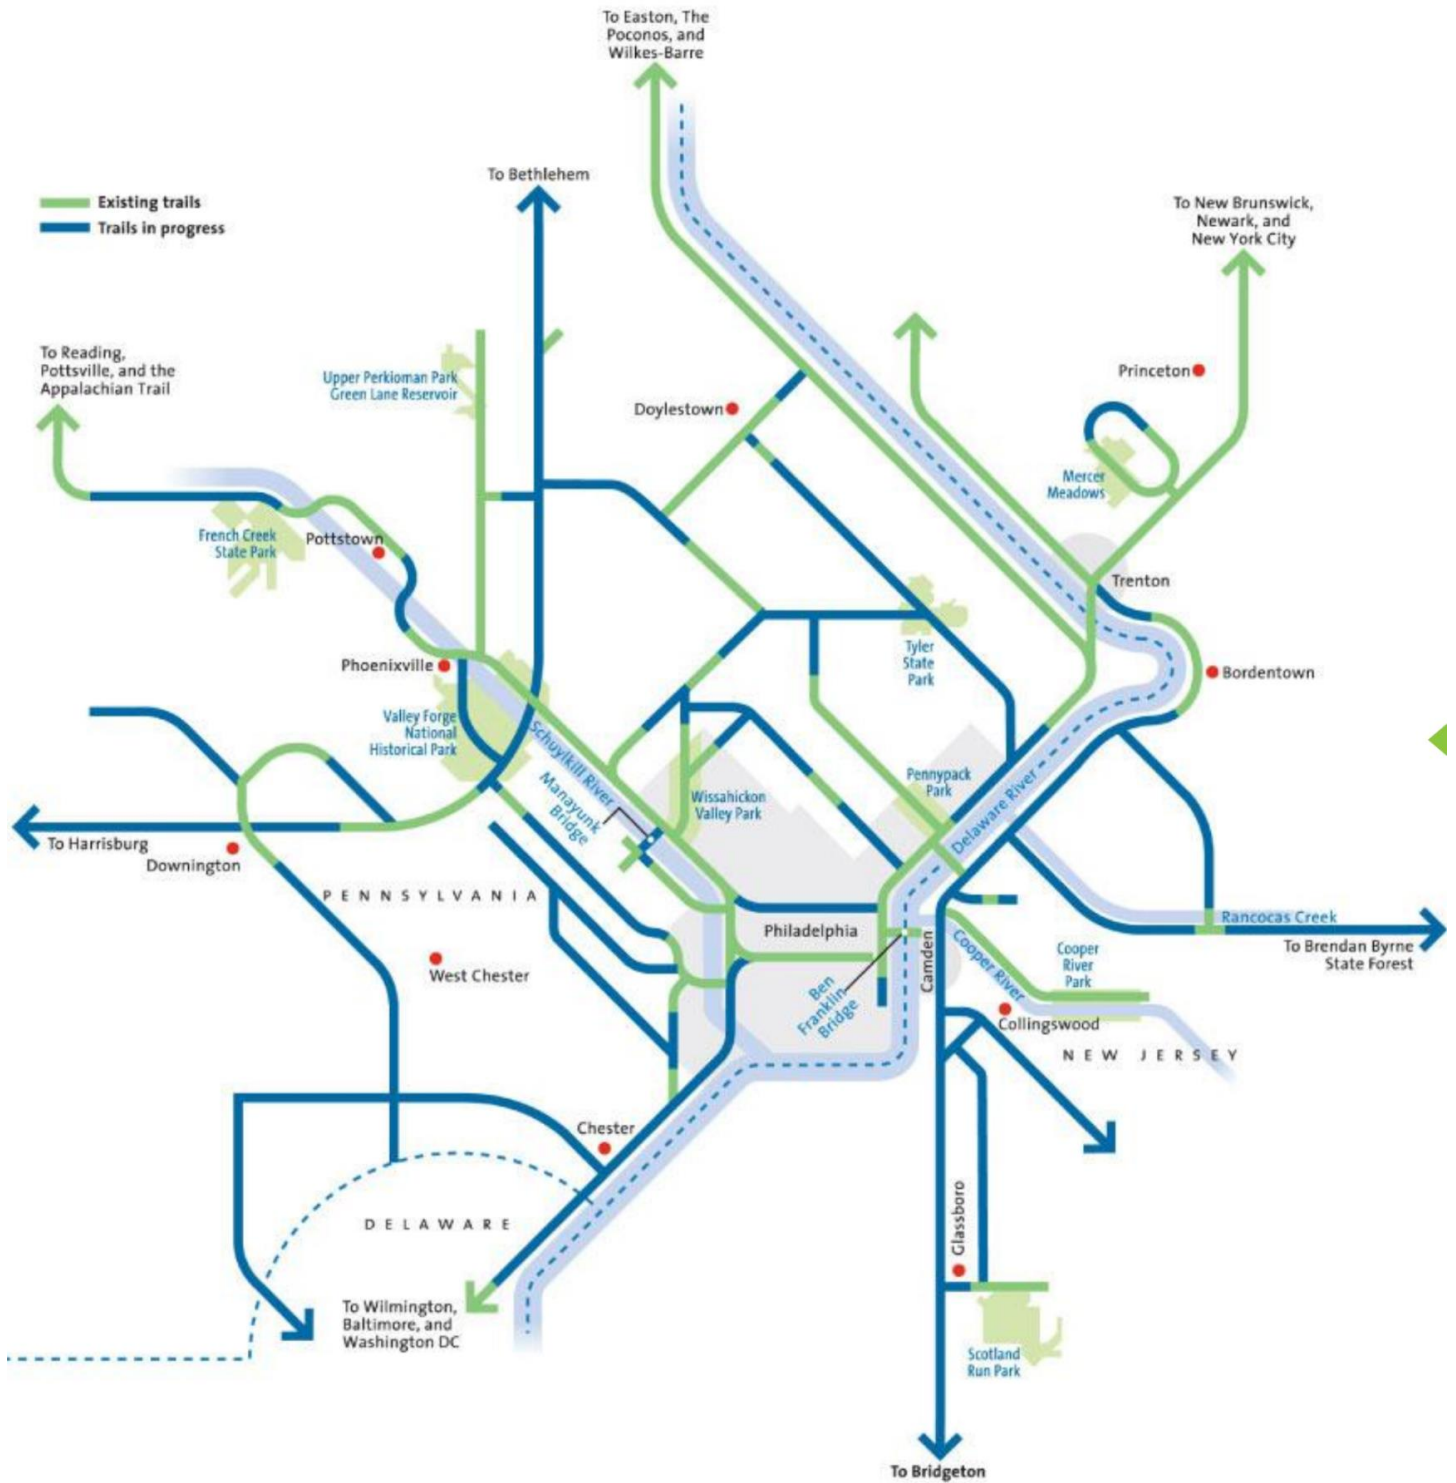 To Easton, The
Poconos, and
Wilkes-Barre
To Bethlehem
Existing trails
Trails in progress
To New Brunswick,
Newark, and
New York City
To Reading,
Pottsville, and the
Appalachian Trail
Upper Perkioman Park
Green Lane Reservoir
Doylestown
Princeton
Mercer
Meadows
French Creek
State Park
Pottstown
Trenton
Tyler
State
Park
Phoenixville
Bordentown
Valley Forge
National
Historical Park
Schuylkill River
Manayunk
Bridge
Wissahickon
Valley Park
Pennypack
Park
Delaware River
To Harrisburg
Downington
PENNSYLVANIA
Philadelphia
Rancocas Creek
To Brendan Byrne
State Forest
West Chester
Ben
Franklin
Bridge
Camden
Cooper River
Cooper
River
Park
Collingswood
NEW JERSEY
Chester
DELAWARE
Glassboro
To Wilmington,
Baltimore, and
Washington DC
Scotland
Run Park
To Bridgeton